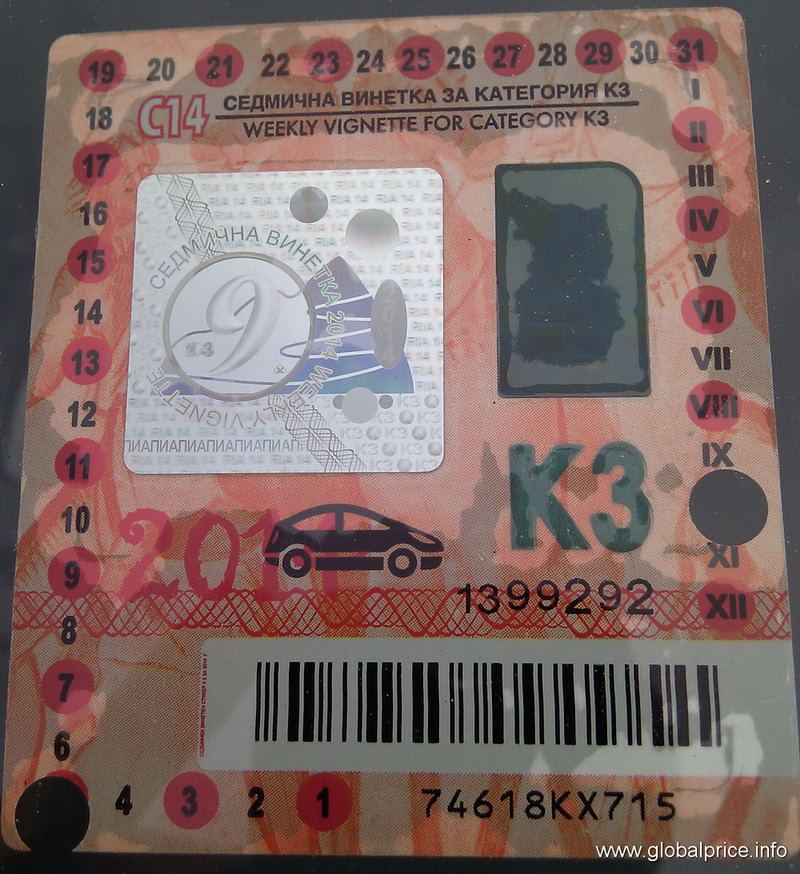 19 20 21 22 23 24 25 26 27 28 29 30 31
18
17
16
15
14
13
12
11
10
9
8
7
6
4 3 2 1
C14
СЕДМИЧНА ВИНЕТКА ЗА КАТЕГОРИЯ К3
WEEKLY VIGNETTE FOR CATEGORY K3
I
II
III
IV
V
VI
VII
VIII
IX
XI
XII
СЕДМИЧНА ВИНЕТКА 2014 WEEKLY VIGNETTE
9
14
К3
1399292
74618KX715
www.globalprice.info